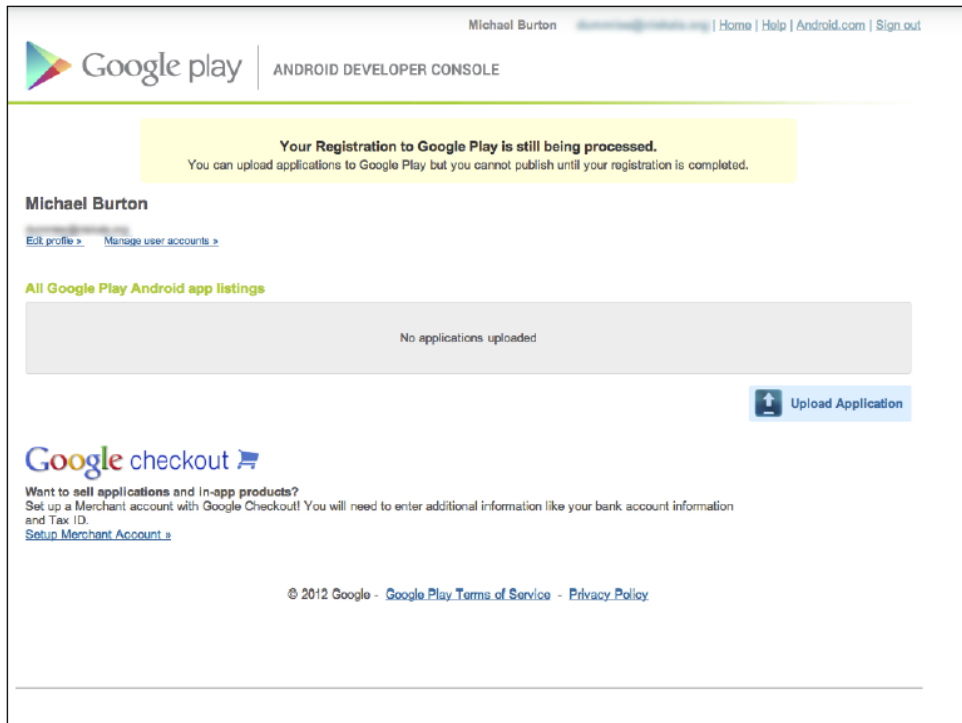 Michael Burton | Home | Help | Android.com | Sign out
Google play ANDROID DEVELOPER CONSOLE
Your Registration to Google Play is still being processed.
You can upload applications to Google Play but you cannot publish until your registration is completed.
Michael Burton
Edit profile » Manage user accounts »
All Google Play Android app listings
No applications uploaded
Upload Application
Google checkout
Want to sell applications and in-app products?
Set up a Merchant account with Google Checkout! You will need to enter additional information like your bank account information
and Tax ID.
Setup Merchant Account »
© 2012 Google - Google Play Terms of Service - Privacy Policy